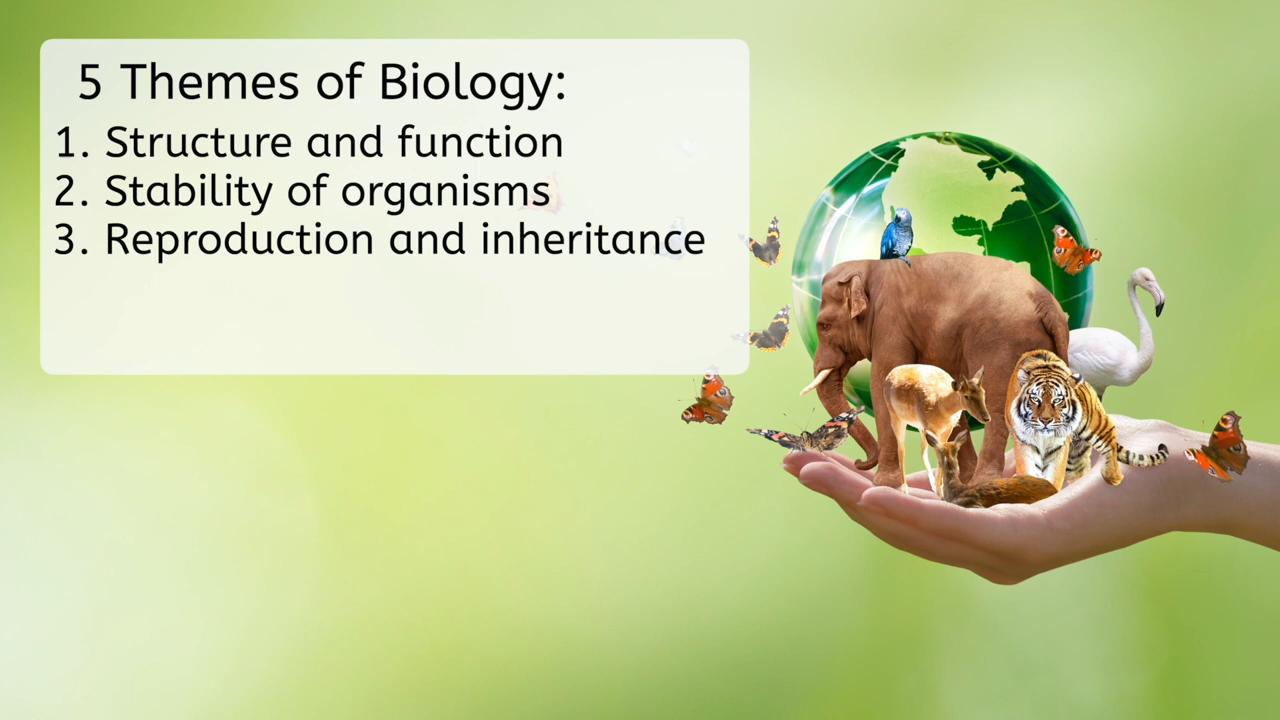 5 Themes of Biology:
1. Structure and function
2. Stability of organisms
3. Reproduction and inheritance